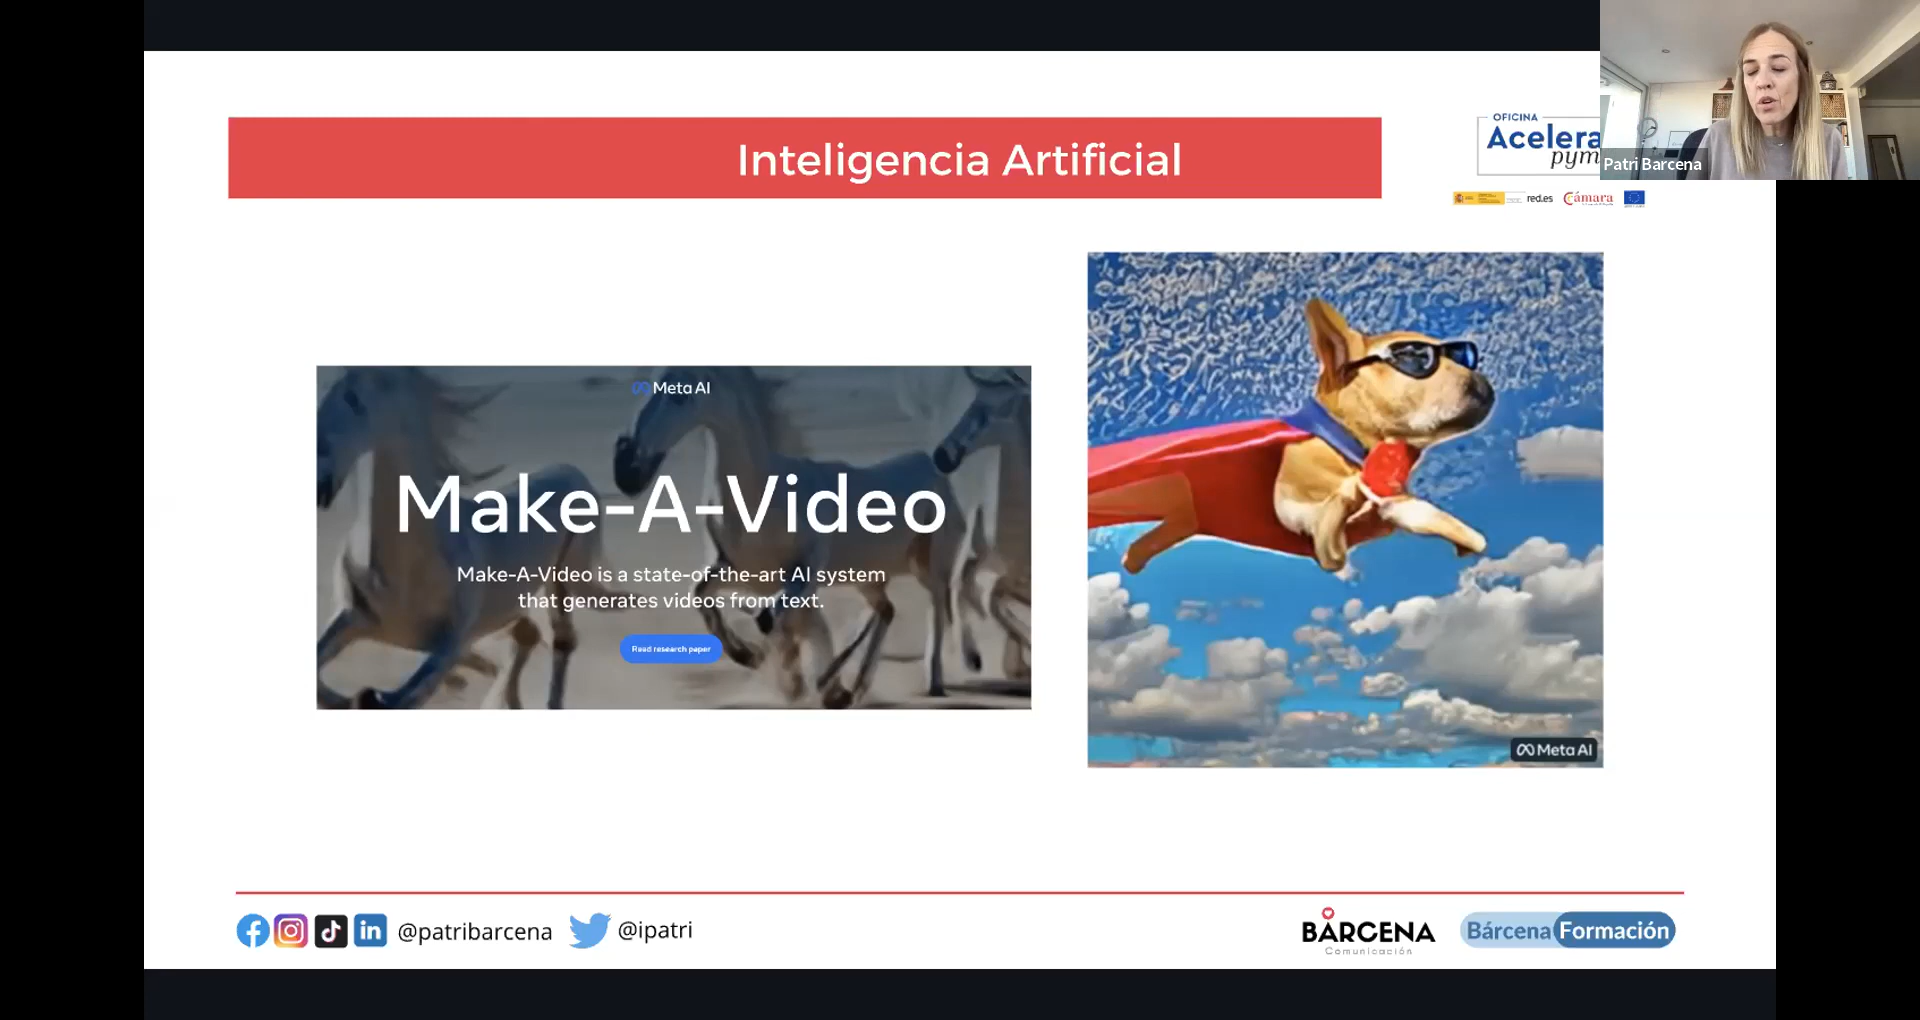 Inteligencia Artificial
OFICINA
Acelera
pym
Patri Barcena
red.es
Cámara
Meta AI
Make-A-Video
Make-A-Video is a state-of-the-art AI system
that generates videos from text.
Read research paper
Meta AI
@patribarcena
@ipatri
BÁRCENA
Comunicación
Bárcena Formación